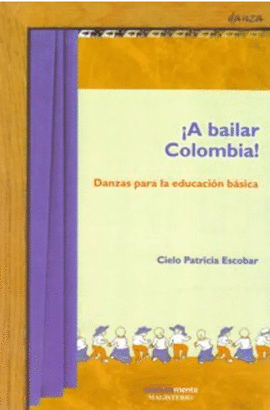 danza
¡A bailar
Colombia!
Danzas para la educación básica
Cielo Patricia Escobar
MAGISTERIO